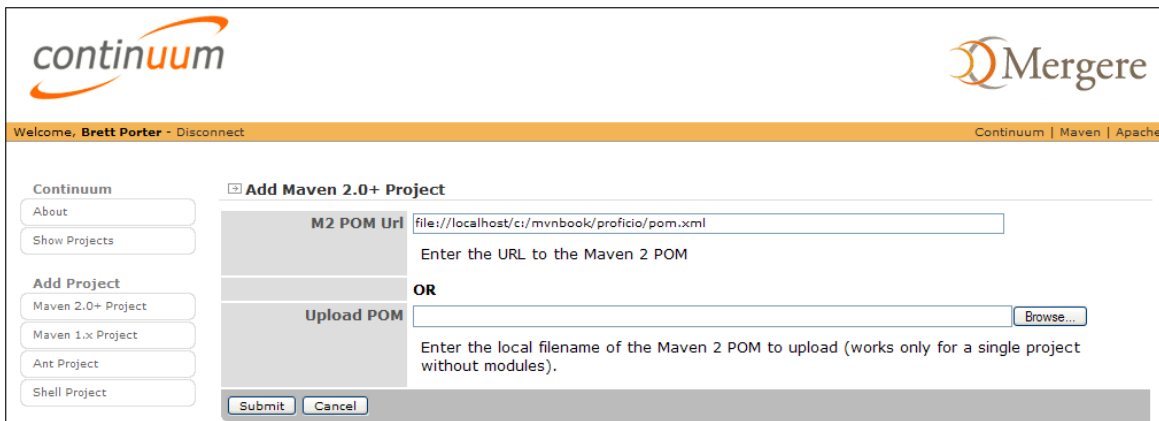 continuum
Mergere
Welcome, Brett Porter - Disconnect
Continuum | Maven | Apache
Continuum
About
Show Projects
Add Project
Maven 2.0+ Project
Maven 1.x Project
Ant Project
Shell Project
Add Maven 2.0+ Project
M2 POM Url
file://localhost/c:/mvnbook/proficio/pom.xml
Enter the URL to the Maven 2 POM
OR
Upload POM
Browse...
Enter the local filename of the Maven 2 POM to upload (works only for a single project
without modules).
Submit
Cancel